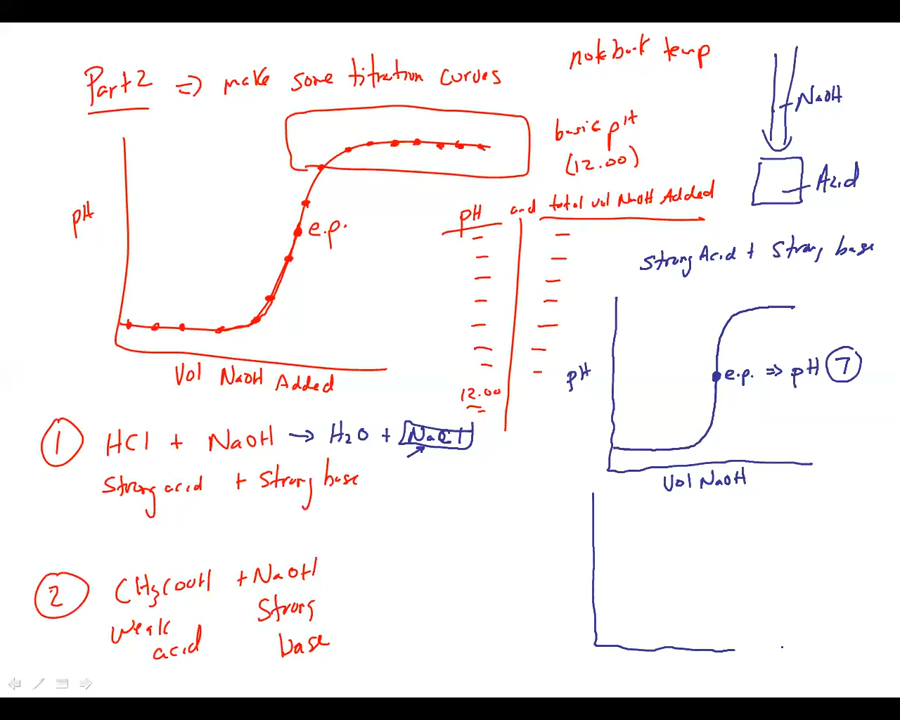 notebook temp
Part 2 ⇒ make some titration curves
NaOH
basic pH
(12.00)
Acid
pH and total vol NaOH Added
pH
e.p.
Strong Acid + Strong base
12.00
Vol NaOH Added
pH
e.p. ⇒ pH 7
Vol NaOH
1 HCl + NaOH → H2O + NaCl
Strong acid + Strong base
2 CH3COOH + NaOH
Weak acid
Strong base